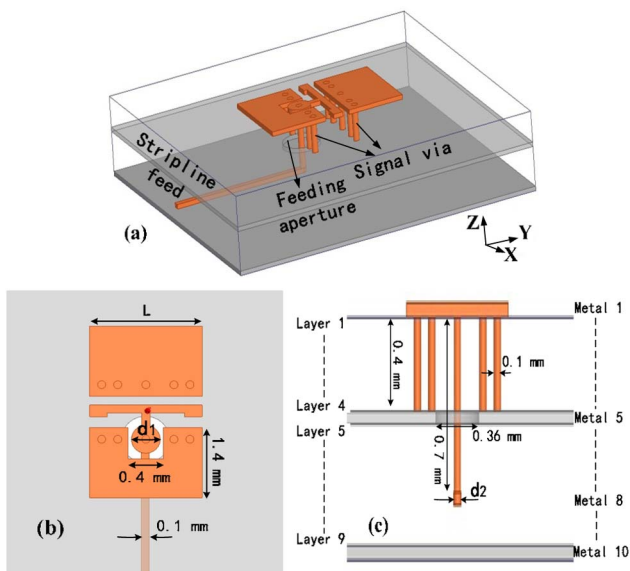 Stripline
feed
Feeding
aperture
Signal via
(a)
Z
Y
X
L
d1
0.4 mm
1.4 mm
0.1 mm
(b)
Layer 1
Metal 1
0.4 mm
0.1 mm
Layer 4
Layer 5
Metal 5
0.36 mm
0.7 mm
d2
Metal 8
(c)
Layer 9
Metal 10